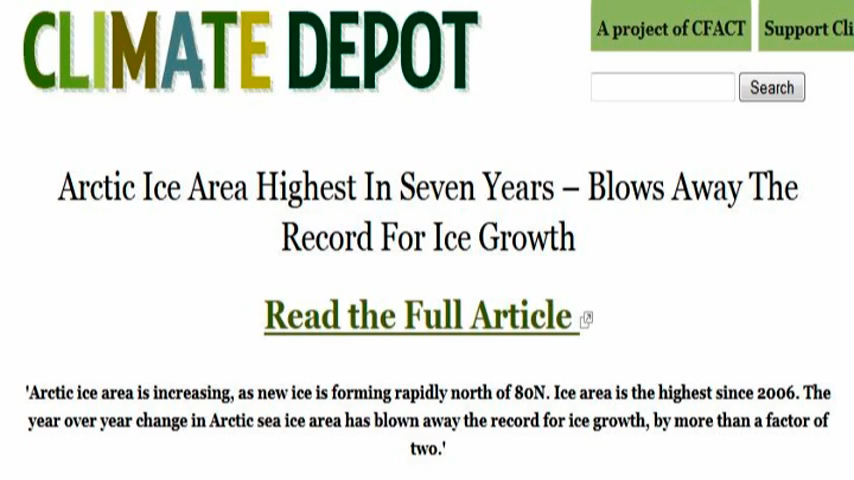 CLIMATE DEPOT
A project of CFACT
Support Cli
Search
Arctic Ice Area Highest In Seven Years – Blows Away The
Record For Ice Growth
Read the Full Article
'Arctic ice area is increasing, as new ice is forming rapidly north of 80N. Ice area is the highest since 2006. The
year over year change in Arctic sea ice area has blown away the record for ice growth, by more than a factor of
two.'